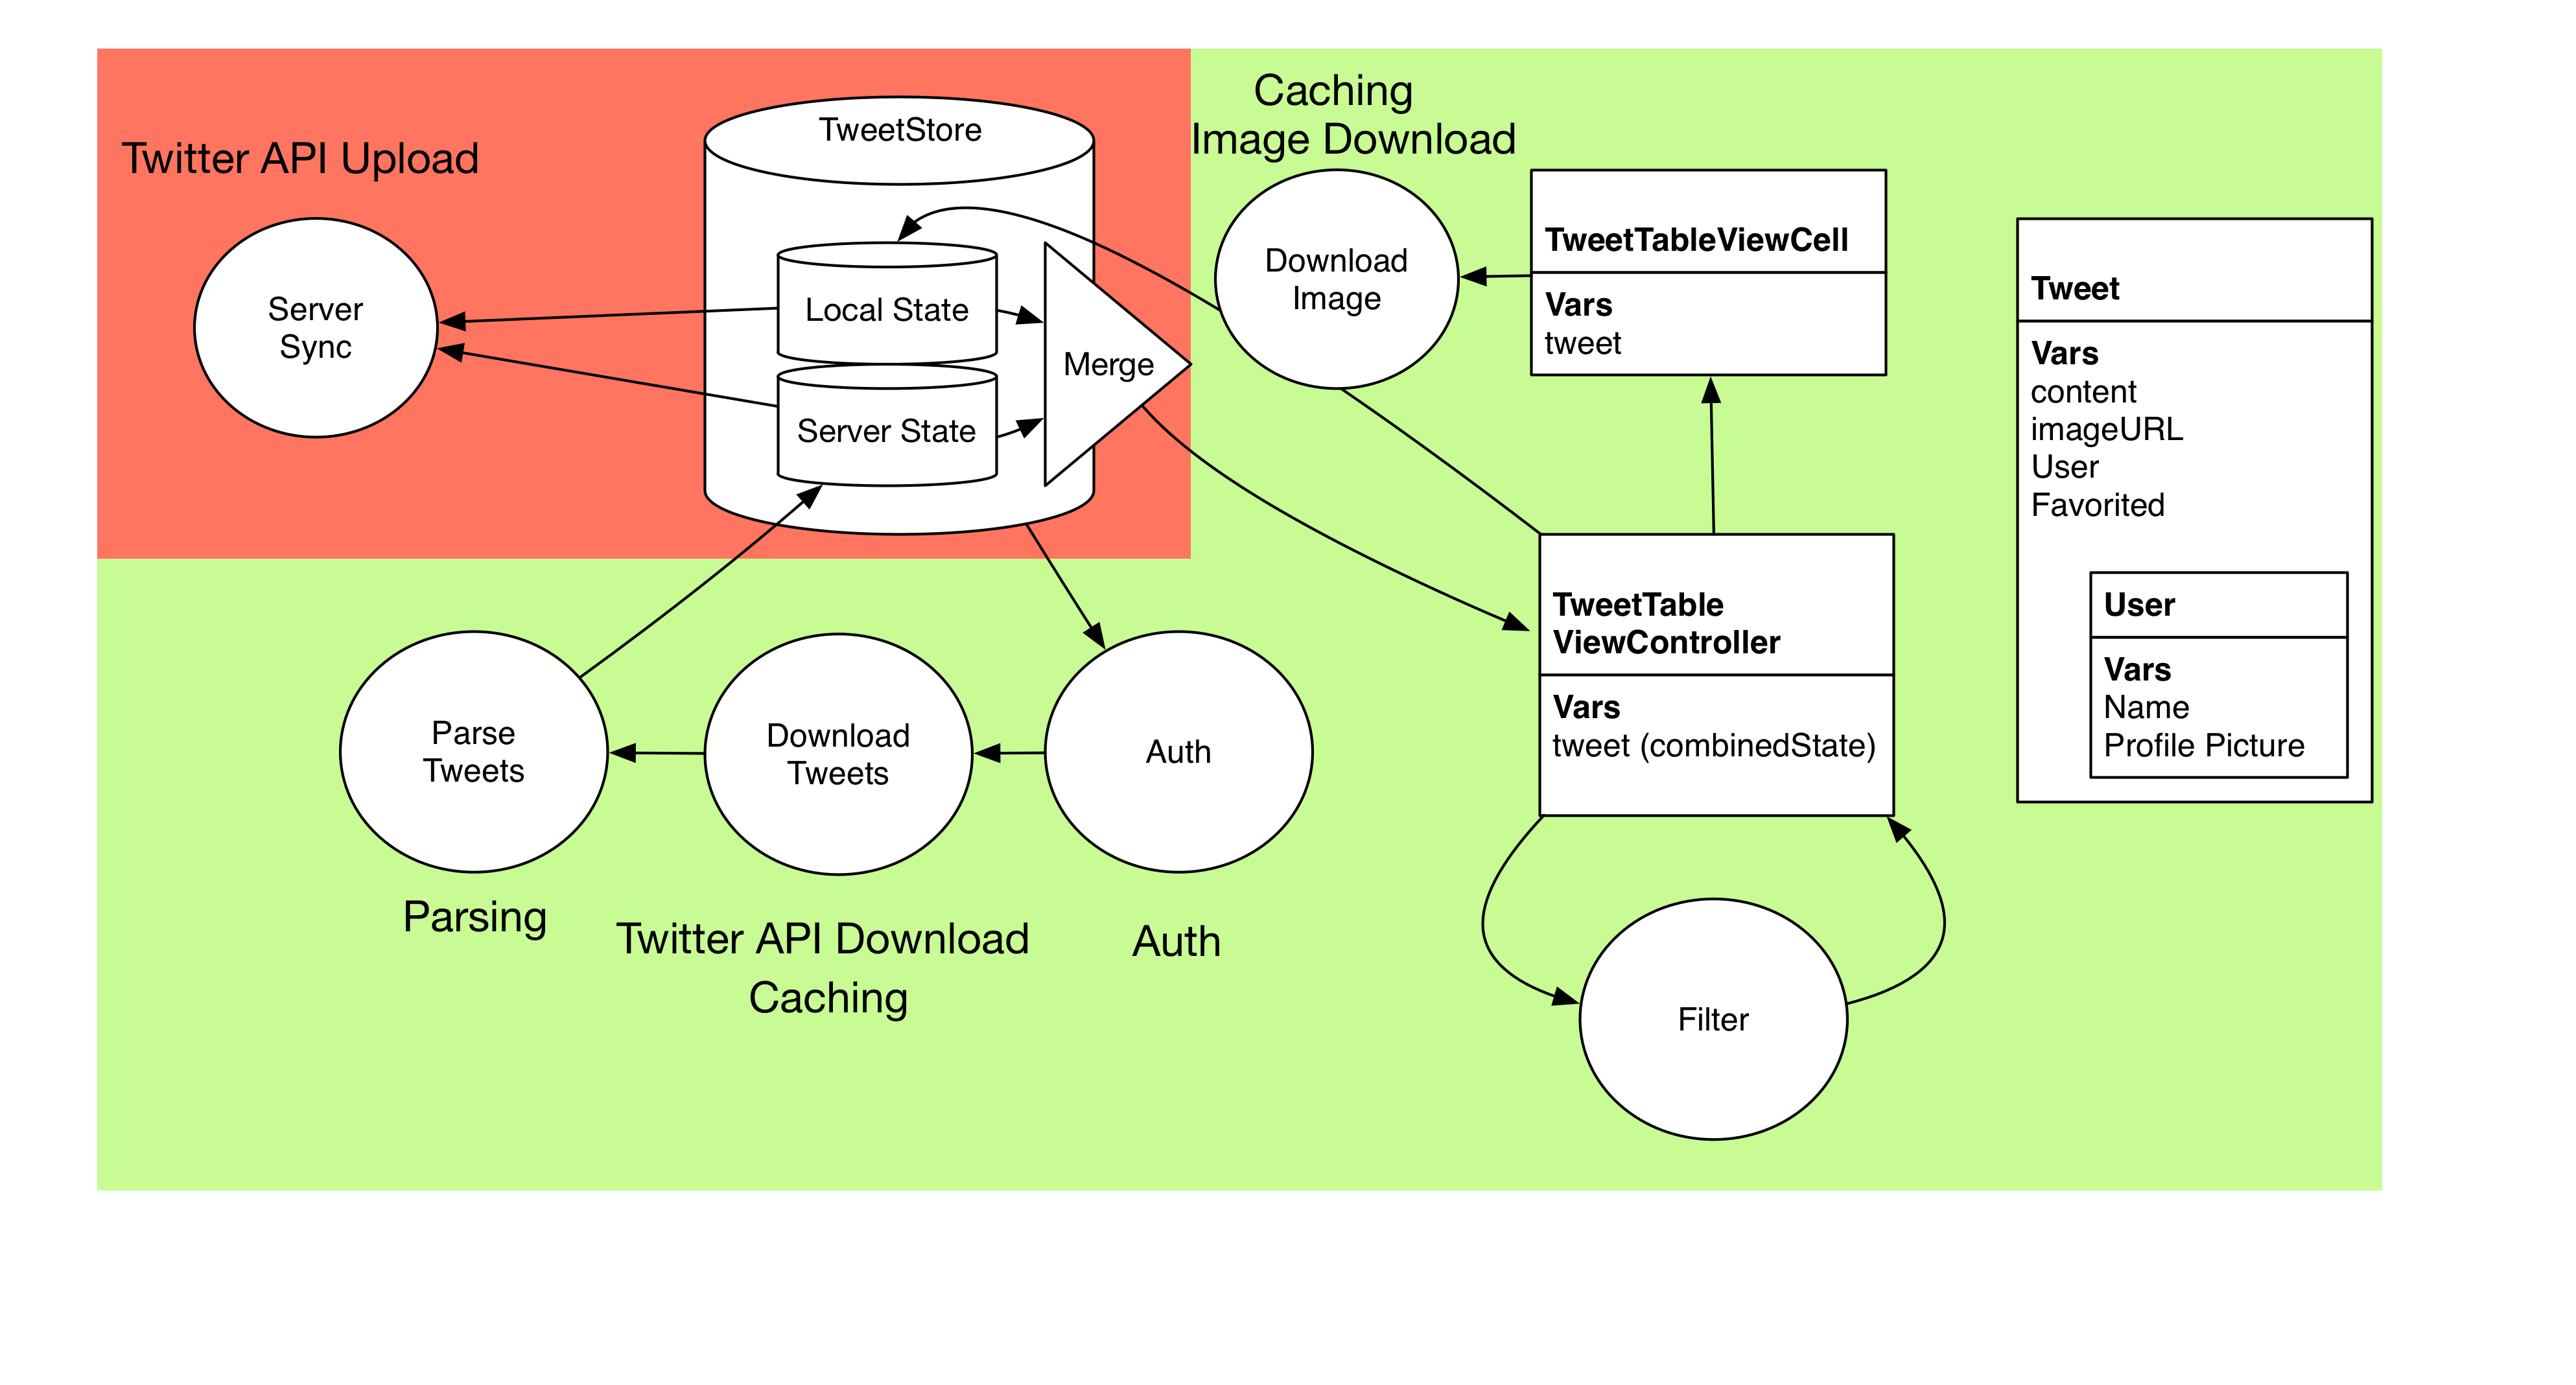 Twitter API Upload
Server
Sync
TweetStore
Local State
Server State
Merge
Caching
Image Download
Download
Image
TweetTableViewCell
Vars
tweet
Tweet
Vars
content
imageURL
User
Favorited
User
Vars
Name
Profile Picture
TweetTable
ViewController
Vars
tweet (combinedState)
Parse
Tweets
Download
Tweets
Auth
Parsing
Twitter API Download
Caching
Auth
Filter